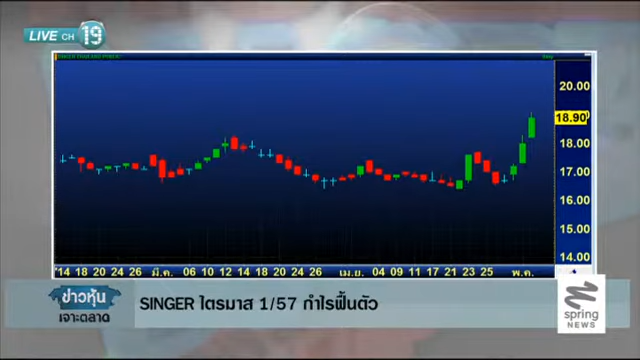 LIVE CH 19
20.00
18.90
18.00
17.00
16.00
15.00
14.00
'14 18 20 24 26 มี.ค. 06 10 12 14 18 20 24 26 เม.ย. 04 09 11 17 21 23 25 พ.ค.
ข่าวหุ้น
เจาะตลาด
SINGER ไตรมาส 1/57 กำไรฟื้นตัว
spring
NEWS